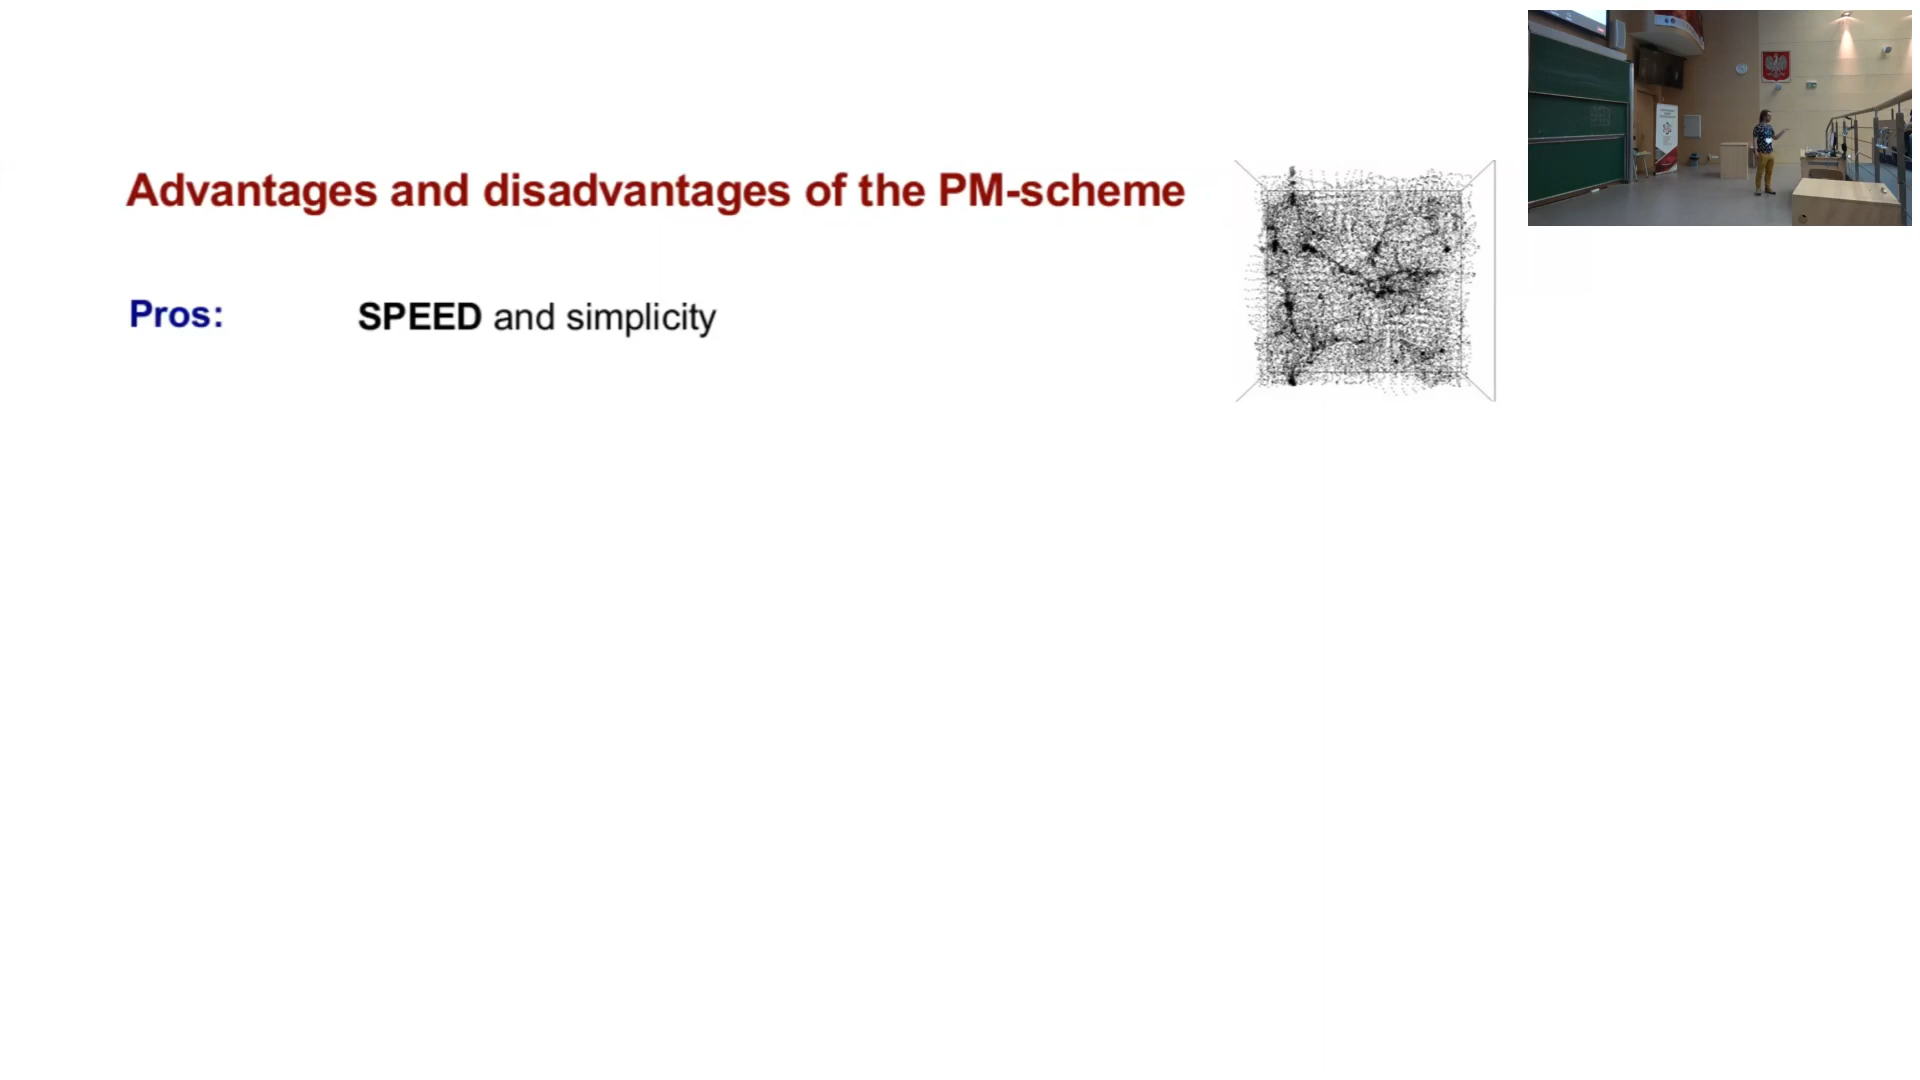 Advantages and disadvantages of the PM-scheme
Pros:
SPEED and simplicity